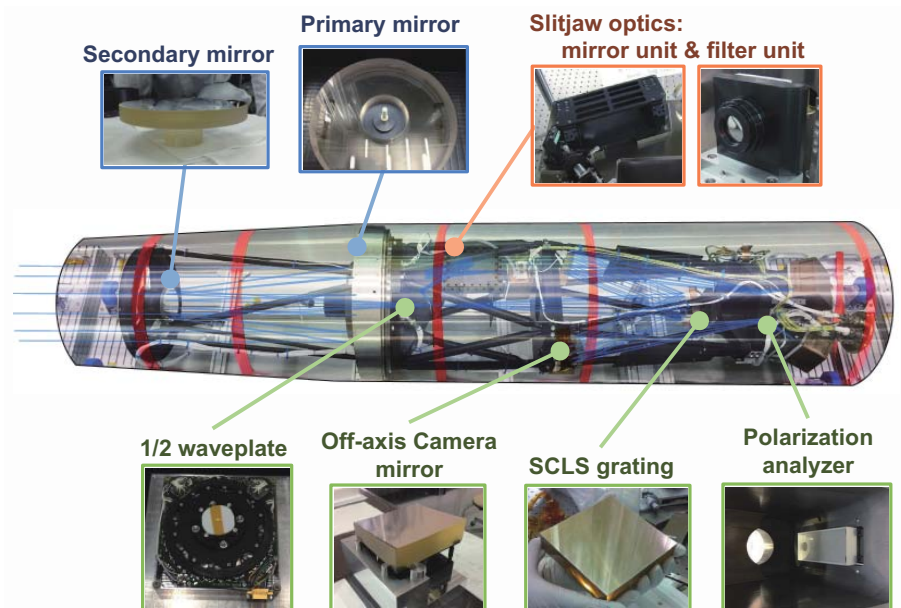 Primary mirror
Secondary mirror
Slitjaw optics:
mirror unit & filter unit
1/2 waveplate
Off-axis Camera
mirror
SCLS grating
Polarization
analyzer